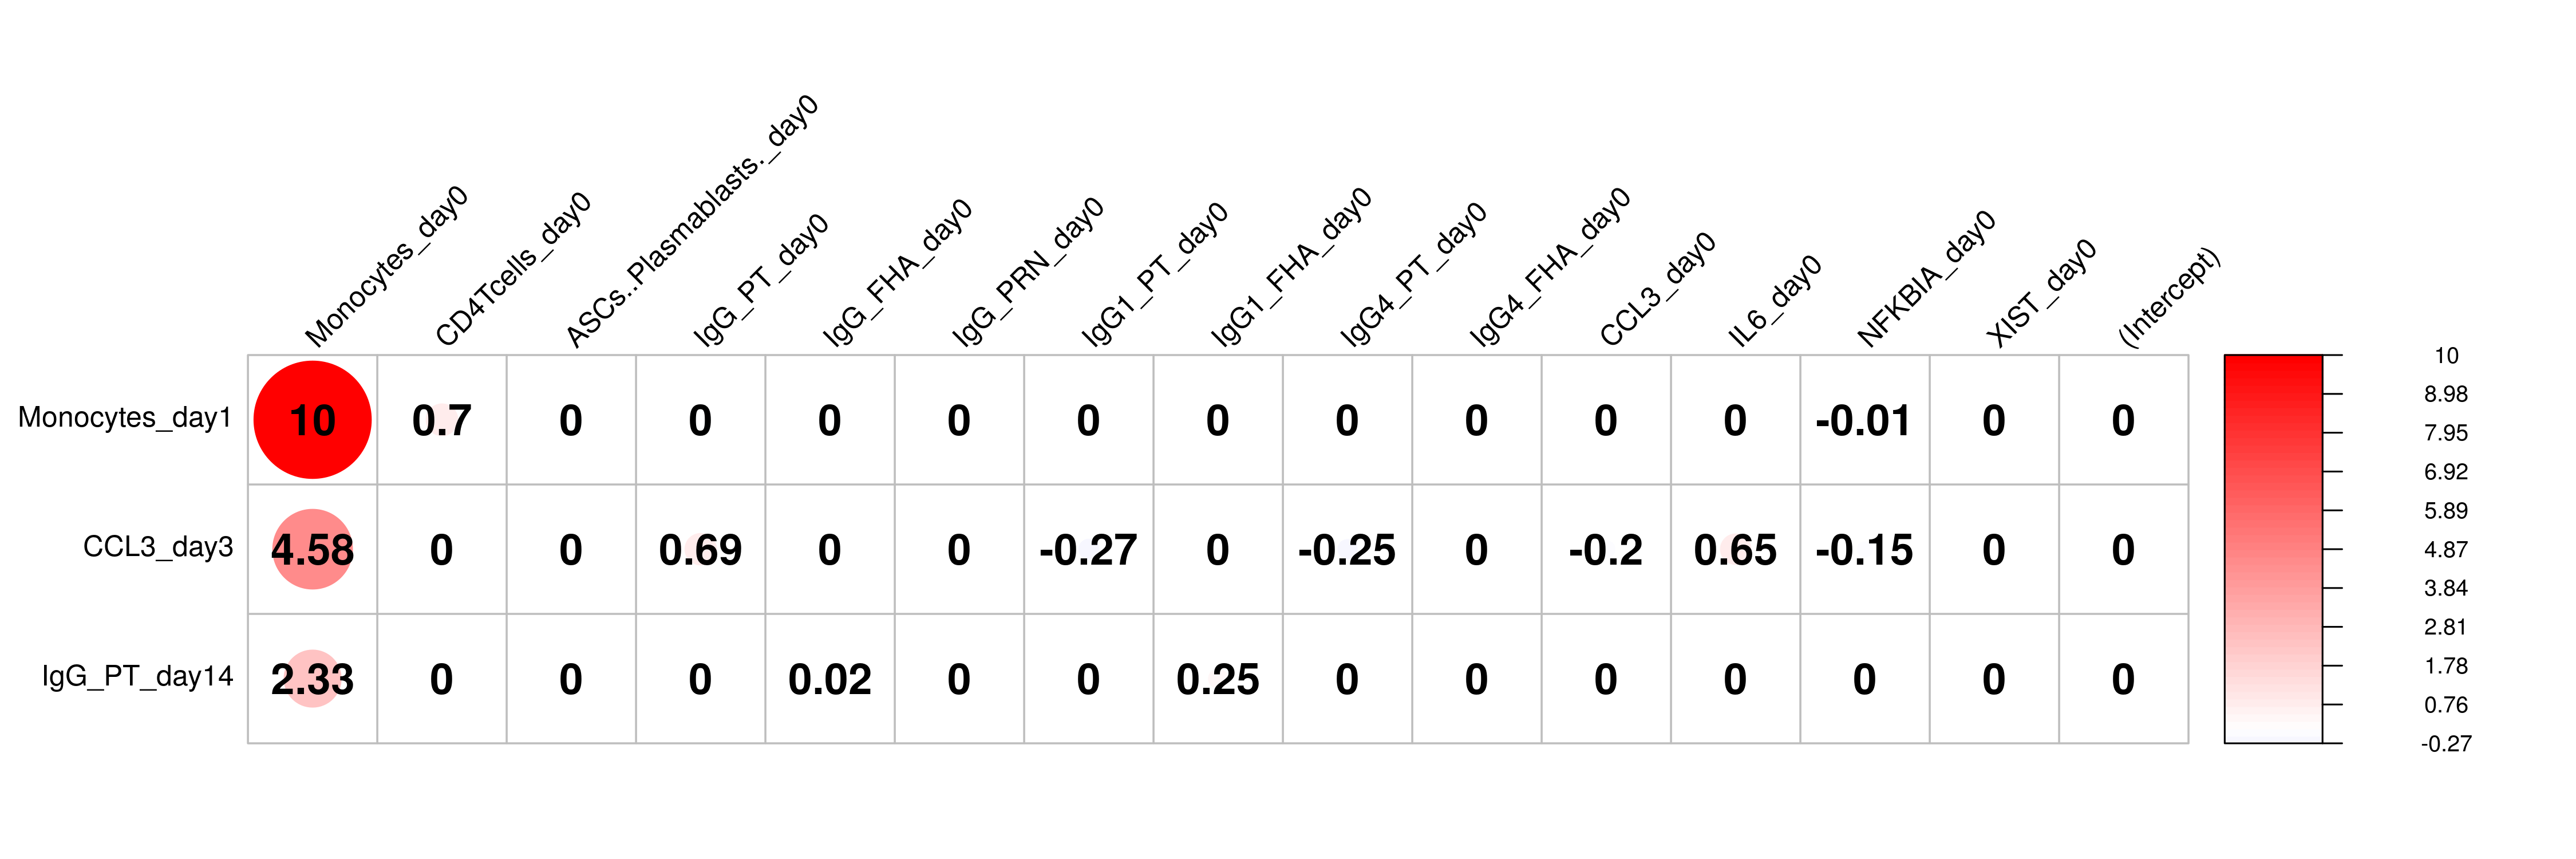 Monocytes_day0 CD4Tcells_day0 ASCs..Plasmablasts._day0 IgG_PT_day0 IgG_FHA_day0 IgG_PRN_day0 IgG1_PT_day0 IgG1_FHA_day0 IgG4_PT_day0 IgG4_FHA_day0 CCL3_day0 IL6_day0 NFKBIA_day0 XIST_day0 (Intercept)
Monocytes_day1 10 0.7 0 0 0 0 0 0 0 0 0 0 -0.01 0 0
CCL3_day3 4.58 0 0 0.69 0 0 -0.27 0 -0.25 0 -0.2 0.65 -0.15 0 0
IgG_PT_day14 2.33 0 0 0 0.02 0 0 0.25 0 0 0 0 0 0 0
10
8.98
7.95
6.92
5.89
4.87
3.84
2.81
1.78
0.76
-0.27